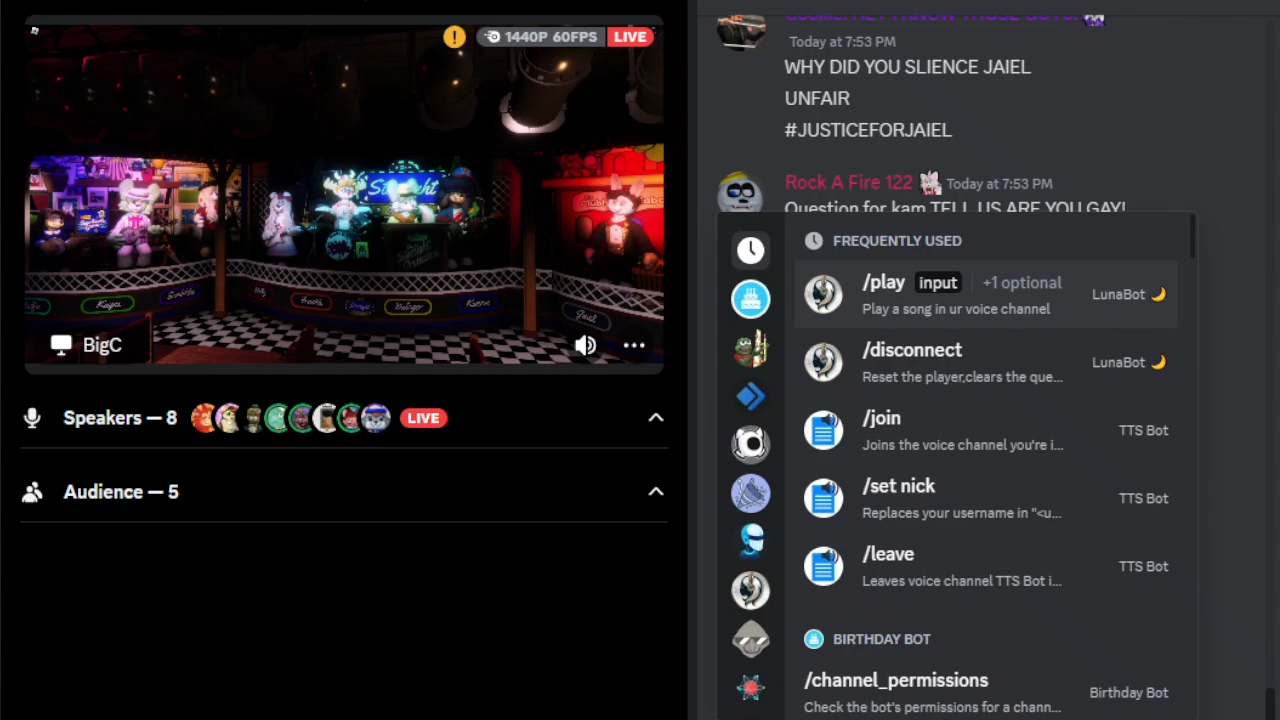 1440P 60FPS LIVE
Starlight
BigC
Speakers — 8 LIVE
Audience — 5
Today at 7:53 PM
WHY DID YOU SLIENCE JAIEL
UNFAIR
#JUSTICEFORJAIEL
Rock A Fire 122 Today at 7:53 PM
Question for kam TELL US ARE YOU GAY!
FREQUENTLY USED
/play input +1 optional
Play a song in ur voice channel
LunaBot 🌙
/disconnect
Reset the player,clears the que...
LunaBot 🌙
/join
Joins the voice channel you're i...
TTS Bot
/set nick
Replaces your username in "<u...
TTS Bot
/leave
Leaves voice channel TTS Bot i...
TTS Bot
BIRTHDAY BOT
/channel_permissions
Check the bot's permissions for a chann...
Birthday Bot